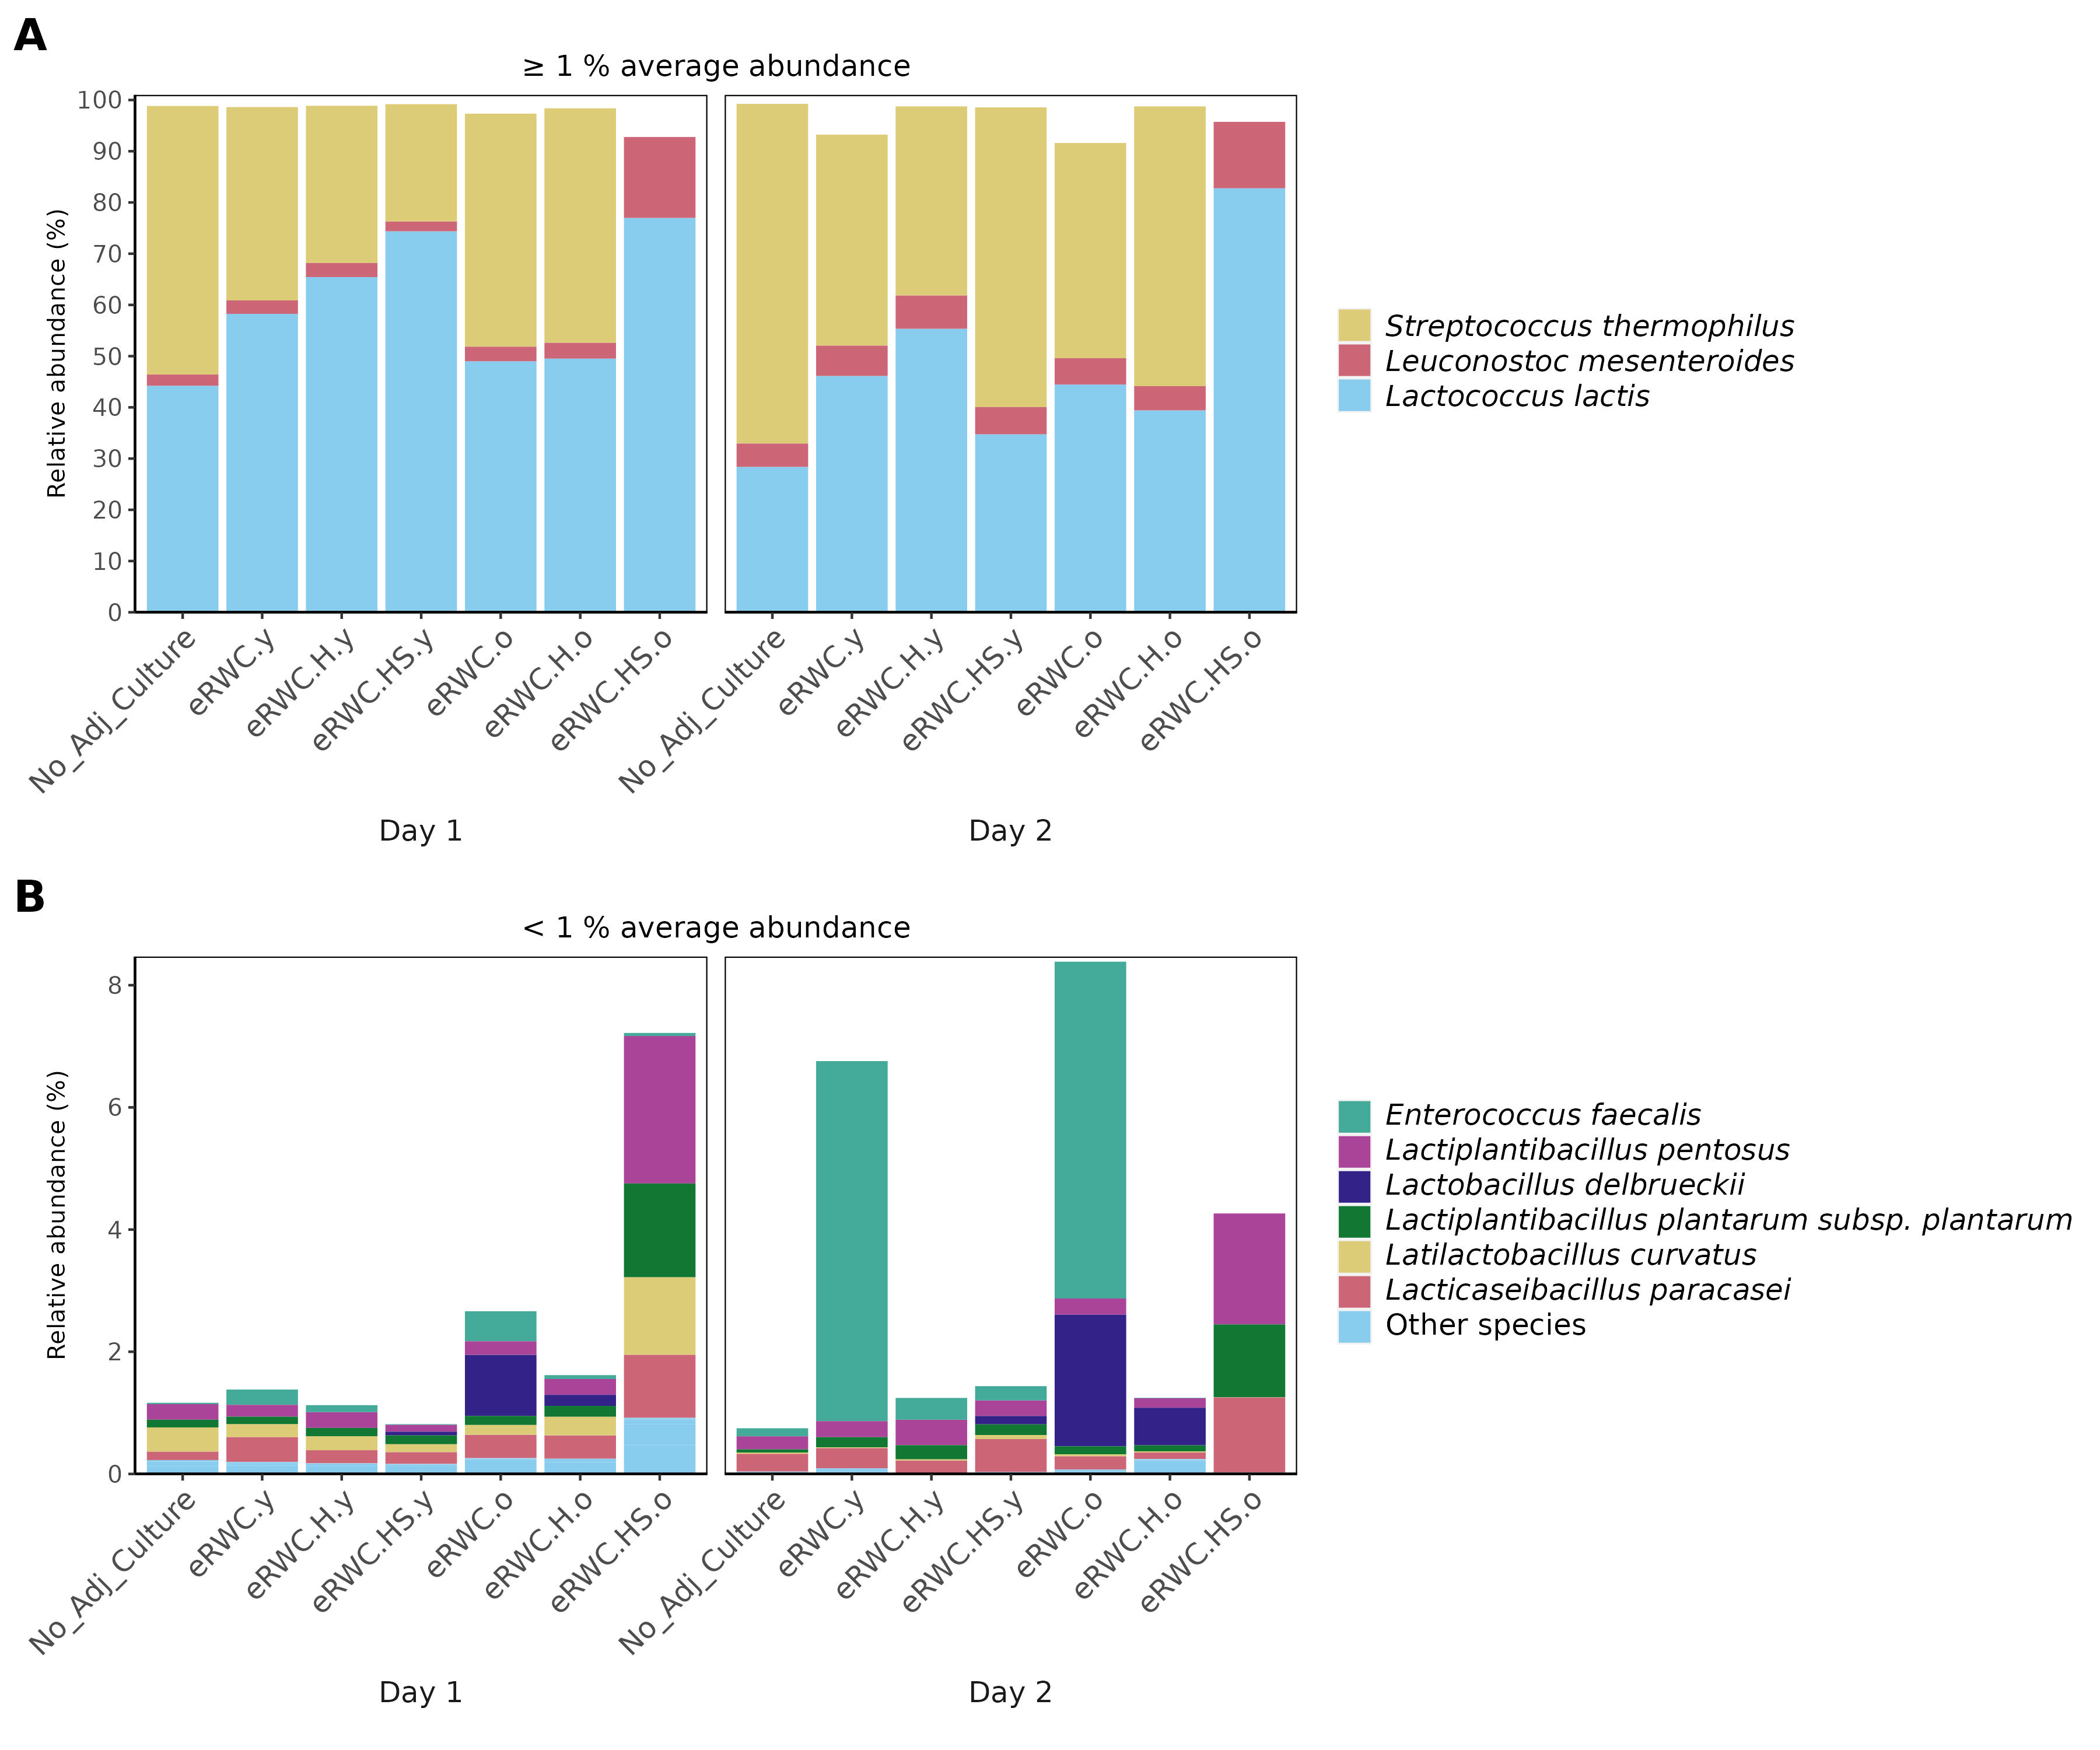 A
≥ 1 % average abundance
100
90
80
70
60
50
40
30
20
10
0
Relative abundance (%)
No_Adj_Culture
eRWC.y
eRWC.H.y
eRWC.HS.y
eRWC.o
eRWC.H.o
eRWC.HS.o
No_Adj_Culture
eRWC.y
eRWC.H.y
eRWC.HS.y
eRWC.o
eRWC.H.o
eRWC.HS.o
Day 1
Day 2
Streptococcus thermophilus
Leuconostoc mesenteroides
Lactococcus lactis
B
< 1 % average abundance
8
6
4
2
0
Relative abundance (%)
No_Adj_Culture
eRWC.y
eRWC.H.y
eRWC.HS.y
eRWC.o
eRWC.H.o
eRWC.HS.o
No_Adj_Culture
eRWC.y
eRWC.H.y
eRWC.HS.y
eRWC.o
eRWC.H.o
eRWC.HS.o
Day 1
Day 2
Enterococcus faecalis
Lactiplantibacillus pentosus
Lactobacillus delbrueckii
Lactiplantibacillus plantarum subsp. plantarum
Latilactobacillus curvatus
Lacticaseibacillus paracasei
Other species